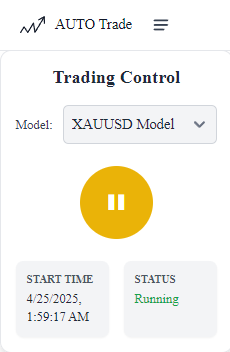 AUTO Trade
Trading Control
Model:
XAUUSD Model
START TIME
4/25/2025,
1:59:17 AM
STATUS
Running